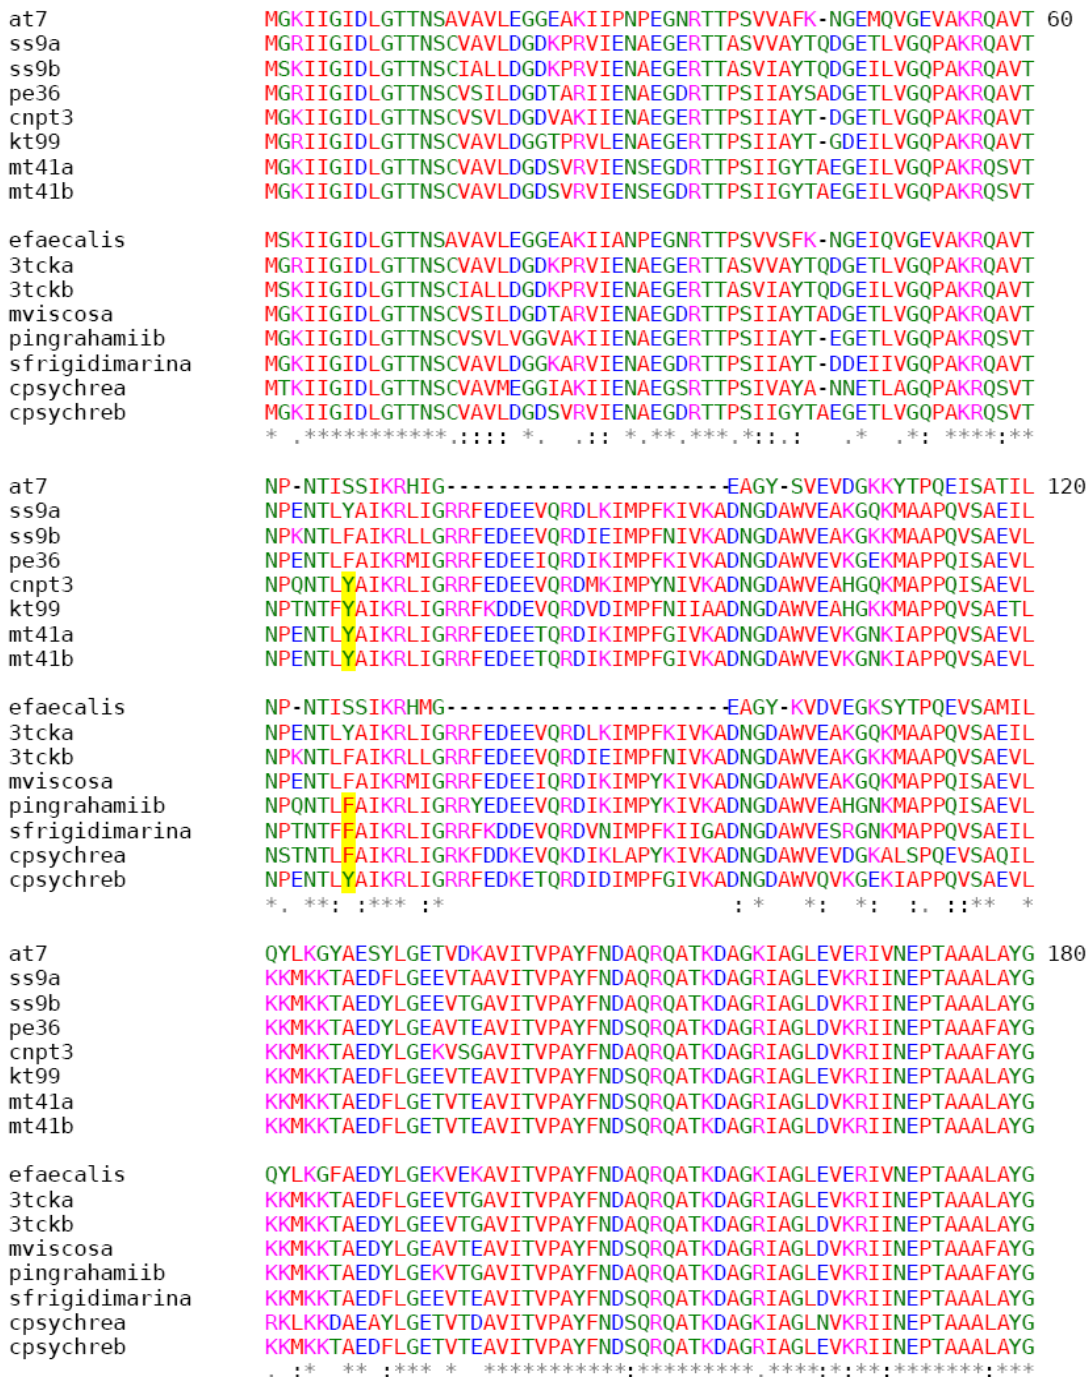 at7 MGKIIGIDLGTTNSAVAVLEGGEAKIIPNPEGNRTTPSVVAFK-NGEMQVGEVAKRQAVT 60
ss9a MGRIIGIDLGTTNSCVAVLDGDKPRVIENAEGERTTASVVAYTQDGETLVGQPAKRQAVT
ss9b MSKIIGIDLGTTNSCIALLDGDKPRVIENAEGERTTASVIAYTQDGEILVGQPAKRQAVT
pe36 MGRIIGIDLGTTNSCVSILDGDTARIIENAEGDRTTPSIIAYSADGETLVGQPAKRQAVT
cnpt3 MGKIIGIDLGTTNSCVSVLDGDVAKIIENAEGDRTTPSIIAYT-DGETLVGQPAKRQAVT
kt99 MGRIIGIDLGTTNSCVAVLDGGTPRVLENAEGERTTPSIIAYT-GDEILVGQPAKRQAVT
mt41a MGKIIGIDLGTTNSCVAVLDGDSVRVIENSEGDRTTPSIIGYTAEGEILVGQPAKRQSVT
mt41b MGKIIGIDLGTTNSCVAVLDGDSVRVIENSEGDRTTPSIIGYTAEGEILVGQPAKRQSVT
efaecalis MSKIIGIDLGTTNSAVAVLEGGEAKIIANPEGNRTTPSVVSFK-NGEIQVGEVAKRQAVT
3tcka MGRIIGIDLGTTNSCVAVLDGDKPRVIENAEGERTTASVVAYTQDGETLVGQPAKRQAVT
3tckb MSKIIGIDLGTTNSCIALLDGDKPRVIENAEGERTTASVIAYTQDGEILVGQPAKRQAVT
mviscosa MGKIIGIDLGTTNSCVSILDGDTARVIENAEGDRTTPSIIAYTADGETLVGQPAKRQAVT
pingrahamiib MGKIIGIDLGTTNSCVSVLVGGVAKVIENAEGDRTTPSIIAYT-EGETLVGQPAKRQSVT
sfrigidimarina MGKIIGIDLGTTNSCVAVLDGGKARVIENAEGDRTTPSIIAYT-DDEIIVGQPAKRQAVT
cpsychrea MTKIIGIDLGTTNSCVAVMEGGIAKIIENAEGSRTTPSIVAYA-NNETLAGQPAKRQSVT
cpsychreb MGKIIGIDLGTTNSCVAVLDGDSVRVIENAEGDRTTPSIIGYTAEGETLVGQPAKRQSVT
* .***********.:::: *.  .:: *.**.***.*::.:   .*  .*: ****:**
at7 NP-NTISSIKRHIG----------------------EAGY-SVEVDGKKYTPQEISATIL 120
ss9a NPENTLYAIKRLIGRRFEDEEVQRDLKIMPFKIVKADNGDAWVEAKGQKMAAPQVSAEIL
ss9b NPKNTLFAIKRLLGRRFEDEEVQRDIEIMPFNIVKADNGDAWVEAKGKKMAAPQVSAEVL
pe36 NPENTLFAIKRMIGRRFEDEEIQRDIKIMPFKIVKADNGDAWVEVKGEKMAPPQISAEVL
cnpt3 NPQNTLYAIKRLIGRRFEDEEVQRDMKIMPYNIVKADNGDAWVEAHGQKMAPPQISAEVL
kt99 NPTNTFYAIKRLIGRRFKDDEVQRDVDIMPFNIIAADNGDAWVEAHGKKMAPPQVSAETL
mt41a NPENTLYAIKRLIGRRFEDEETQRDIKIMPFGIVKADNGDAWVEVKGNKIAPPQVSAEVL
mt41b NPENTLYAIKRLIGRRFEDEETQRDIKIMPFGIVKADNGDAWVEVKGNKIAPPQVSAEVL
efaecalis NP-NTISSIKRHMG----------------------EAGY-KVDVEGKSYTPQEVSAMIL
3tcka NPENTLYAIKRLIGRRFEDEEVQRDLKIMPFKIVKADNGDAWVEAKGQKMAAPQVSAEIL
3tckb NPKNTLFAIKRLLGRRFEDEEVQRDIEIMPFNIVKADNGDAWVEAKGKKMAAPQVSAEVL
mviscosa NPENTLFAIKRMIGRRFEDEEIQRDIKIMPYKIVKADNGDAWVEAKGQKMAPPQISAEVL
pingrahamiib NPQNTLFAIKRLIGRRYEDEEVQRDIKIMPYKIVKADNGDAWVEAHGNKMAPPQISAEVL
sfrigidimarina NPTNTFFAIKRLIGRRFKDDEVQRDVNIMPFKIIGADNGDAWVESRGNKMAPPQVSAEIL
cpsychrea NSTNTLFAIKRLIGRKFDDKEVQKDIKLAPYKIVKADNGDAWVEVDGKALSPQEVSAQIL
cpsychreb NPENTLYAIKRLIGRRFEDKETQRDIDIMPFGIVKADNGDAWVQVKGEKIAPPQVSAEVL
*. **: :*** :*                      : *   *:  *:  :. ::**  *
at7 QYLKGYAESYLGETVDKAVITVPAYFNDAQRQATKDAGKIAGLEVERIVNEPTAAALAYG 180
ss9a KKMKKTAEDFLGEEVTAAVITVPAYFNDAQRQATKDAGRIAGLEVKRIINEPTAAALAYG
ss9b KKMKKTAEDYLGEEVTGAVITVPAYFNDAQRQATKDAGRIAGLDVKRIINEPTAAALAYG
pe36 KKMKKTAEDYLGEAVTEAVITVPAYFNDSQRQATKDAGRIAGLDVKRIINEPTAAAFAYG
cnpt3 KKMKKTAEDYLGEKVSGAVITVPAYFNDAQRQATKDAGRIAGLDVKRIINEPTAAAFAYG
kt99 KKMKKTAEDFLGEEVTEAVITVPAYFNDSQRQATKDAGRIAGLDVKRIINEPTAAALAYG
mt41a KKMKKTAEDFLGETVTEAVITVPAYFNDSQRQATKDAGRIAGLDVKRIINEPTAAALAYG
mt41b KKMKKTAEDFLGETVTEAVITVPAYFNDSQRQATKDAGRIAGLDVKRIINEPTAAALAYG
efaecalis QYLKGFAEDYLGEKVEKAVITVPAYFNDAQRQATKDAGKIAGLEVERIVNEPTAAALAYG
3tcka KKMKKTAEDFLGEEVTGAVITVPAYFNDAQRQATKDAGRIAGLEVKRIINEPTAAALAYG
3tckb KKMKKTAEDYLGEEVTGAVITVPAYFNDAQRQATKDAGRIAGLDVKRIINEPTAAALAYG
mviscosa KKMKKTAEDYLGEAVTEAVITVPAYFNDSQRQATKDAGRIAGLDVKRIINEPTAAAFAYG
pingrahamiib KKMKKTAEDYLGEKVTGAVITVPAYFNDAQRQATKDAGRIAGLEVKRIINEPTAAAFAYG
sfrigidimarina KKMKKTAEDFLGEEVTEAVITVPAYFNDSQRQATKDAGRIAGLDVKRIINEPTAAALAYG
cpsychrea RKLKKDAEAYLGETVTDAVITVPAYFNDSQRQATKDAGKIAGLNVKRIINEPTAAALAYG
cpsychreb KKMKKTAEDFLGETVTEAVITVPAYFNDSQRQATKDAGRIAGLDVKRIINEPTAAALAYG
. :*  ** :*** *  ***********:*********.****:*:**:*******:***